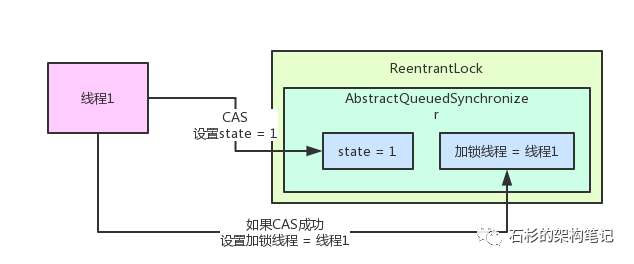 ReentrantLock
线程1
AbstractQueuedSynchronize
r
CAS
设置state = 1
state = 1
加锁线程 = 线程1
如果CAS成功
设置加锁线程 = 线程1
石杉的架构笔记